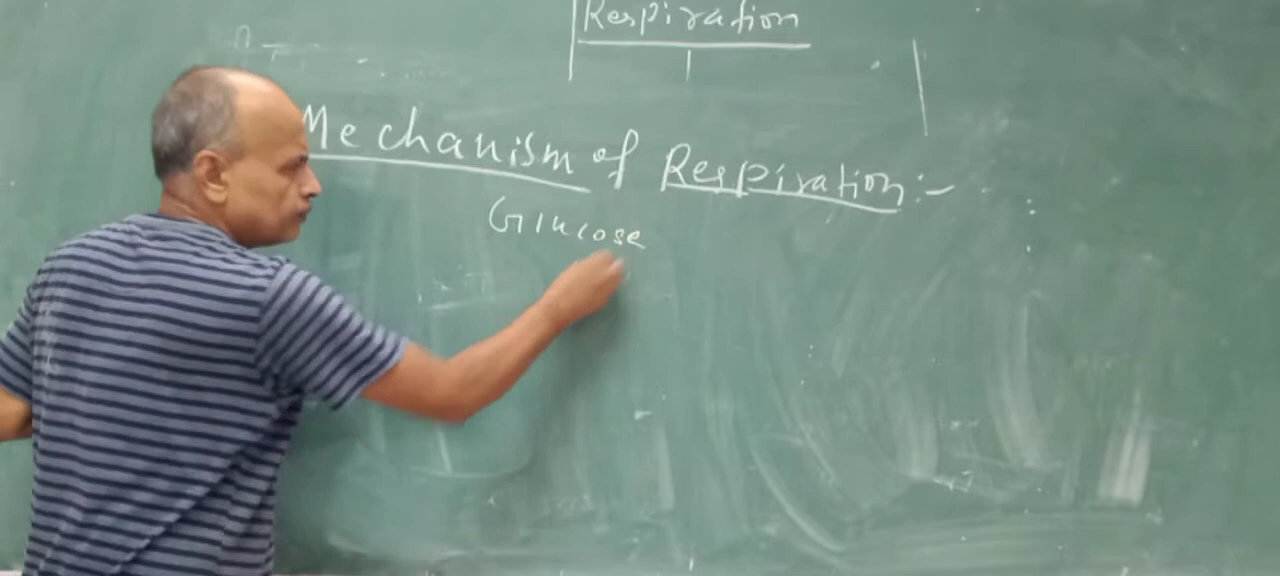 Respiration
Mechanism of Respiration :-
Glucose